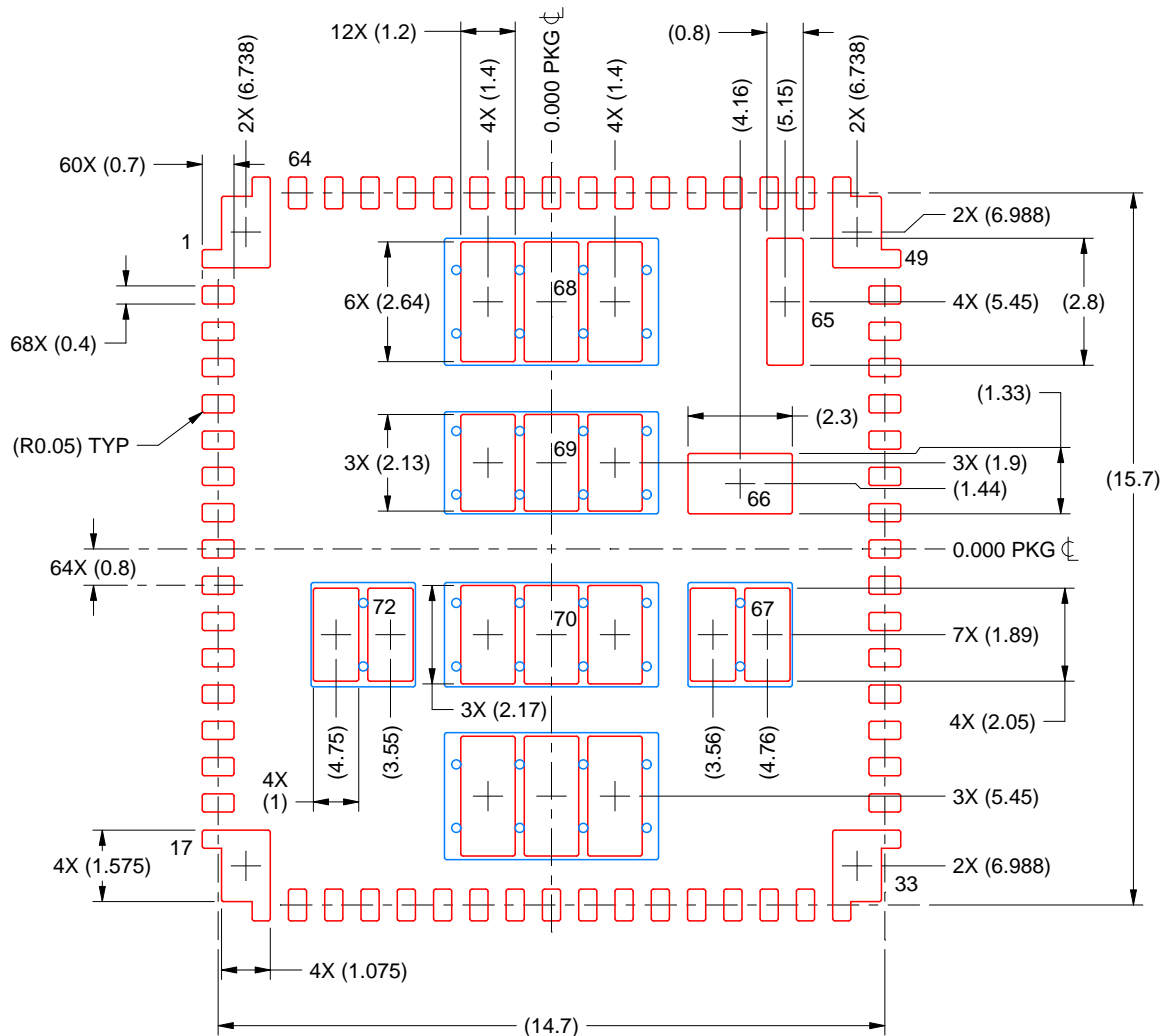 12X (1.2)
(0.8)
2X (6.738)
4X (1.4)
0.000 PKG ℄
4X (1.4)
(4.16)
(5.15)
2X (6.738)
60X (0.7)
64
1
2X (6.988)
49
68
6X (2.64)
4X (5.45)
(2.8)
65
68X (0.4)
(1.33)
(2.3)
(R0.05) TYP
69
3X (2.13)
3X (1.9)
(15.7)
66
(1.44)
0.000 PKG ℄
64X (0.8)
72
70
67
7X (1.89)
3X (2.17)
4X (2.05)
(4.75)
(3.55)
(3.56)
(4.76)
4X
(1)
3X (5.45)
17
4X (1.575)
2X (6.988)
33
4X (1.075)
(14.7)